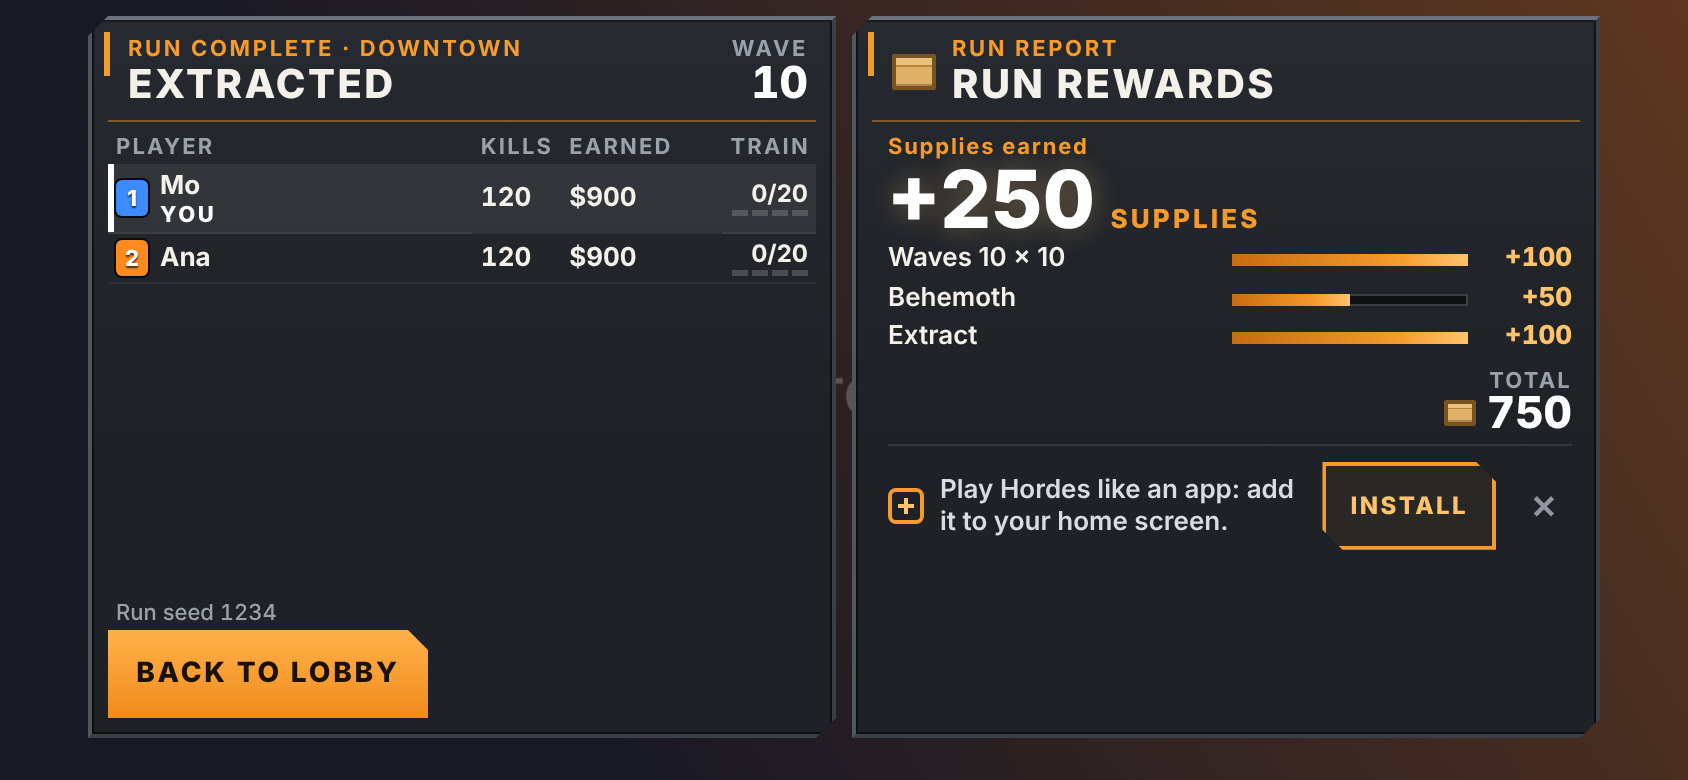 RUN COMPLETE · DOWNTOWN
EXTRACTED
WAVE
10
PLAYER KILLS EARNED TRAIN
1 Mo YOU 120 $900 0/20
2 Ana 120 $900 0/20
Run seed 1234
BACK TO LOBBY
RUN REPORT
RUN REWARDS
Supplies earned
+250 SUPPLIES
Waves 10 × 10 +100
Behemoth +50
Extract +100
TOTAL
750
Play Hordes like an app: add
it to your home screen.
INSTALL
×